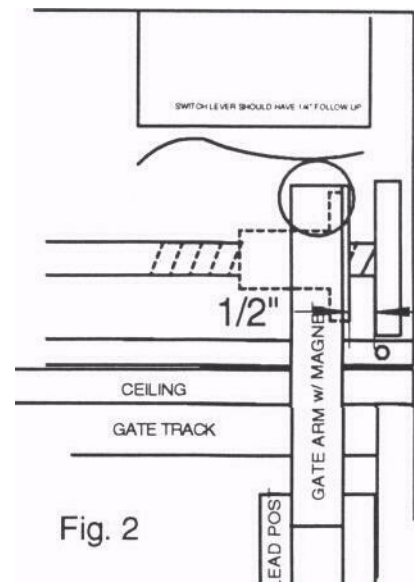 SWITCH LEVER SHOULD HAVE 1/4" FOLLOW UP
1/2"
GATE ARM W/ MAGNET
CEILING
GATE TRACK
LEAD POST
Fig. 2